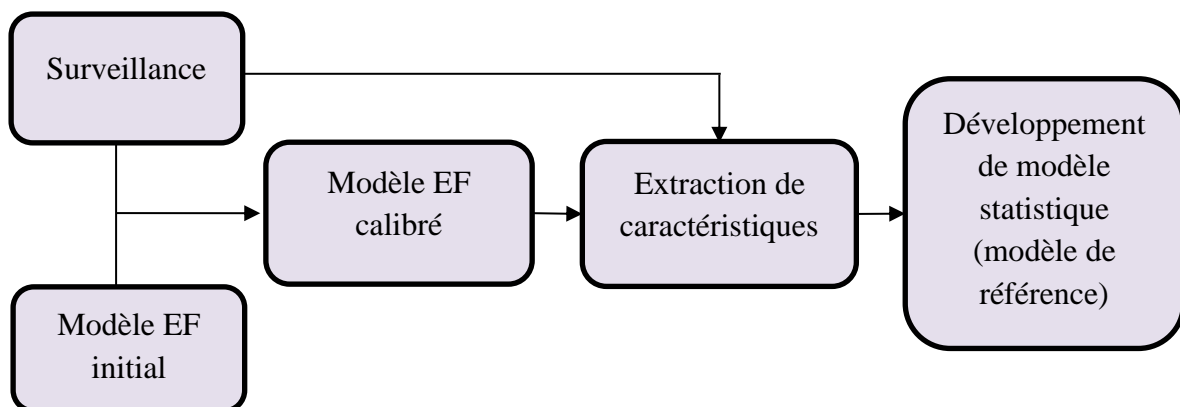 Surveillance
Modèle EF
initial
Modèle EF
calibré
Extraction de
caractéristiques
Développement
de modèle
statistique
(modèle de
référence)